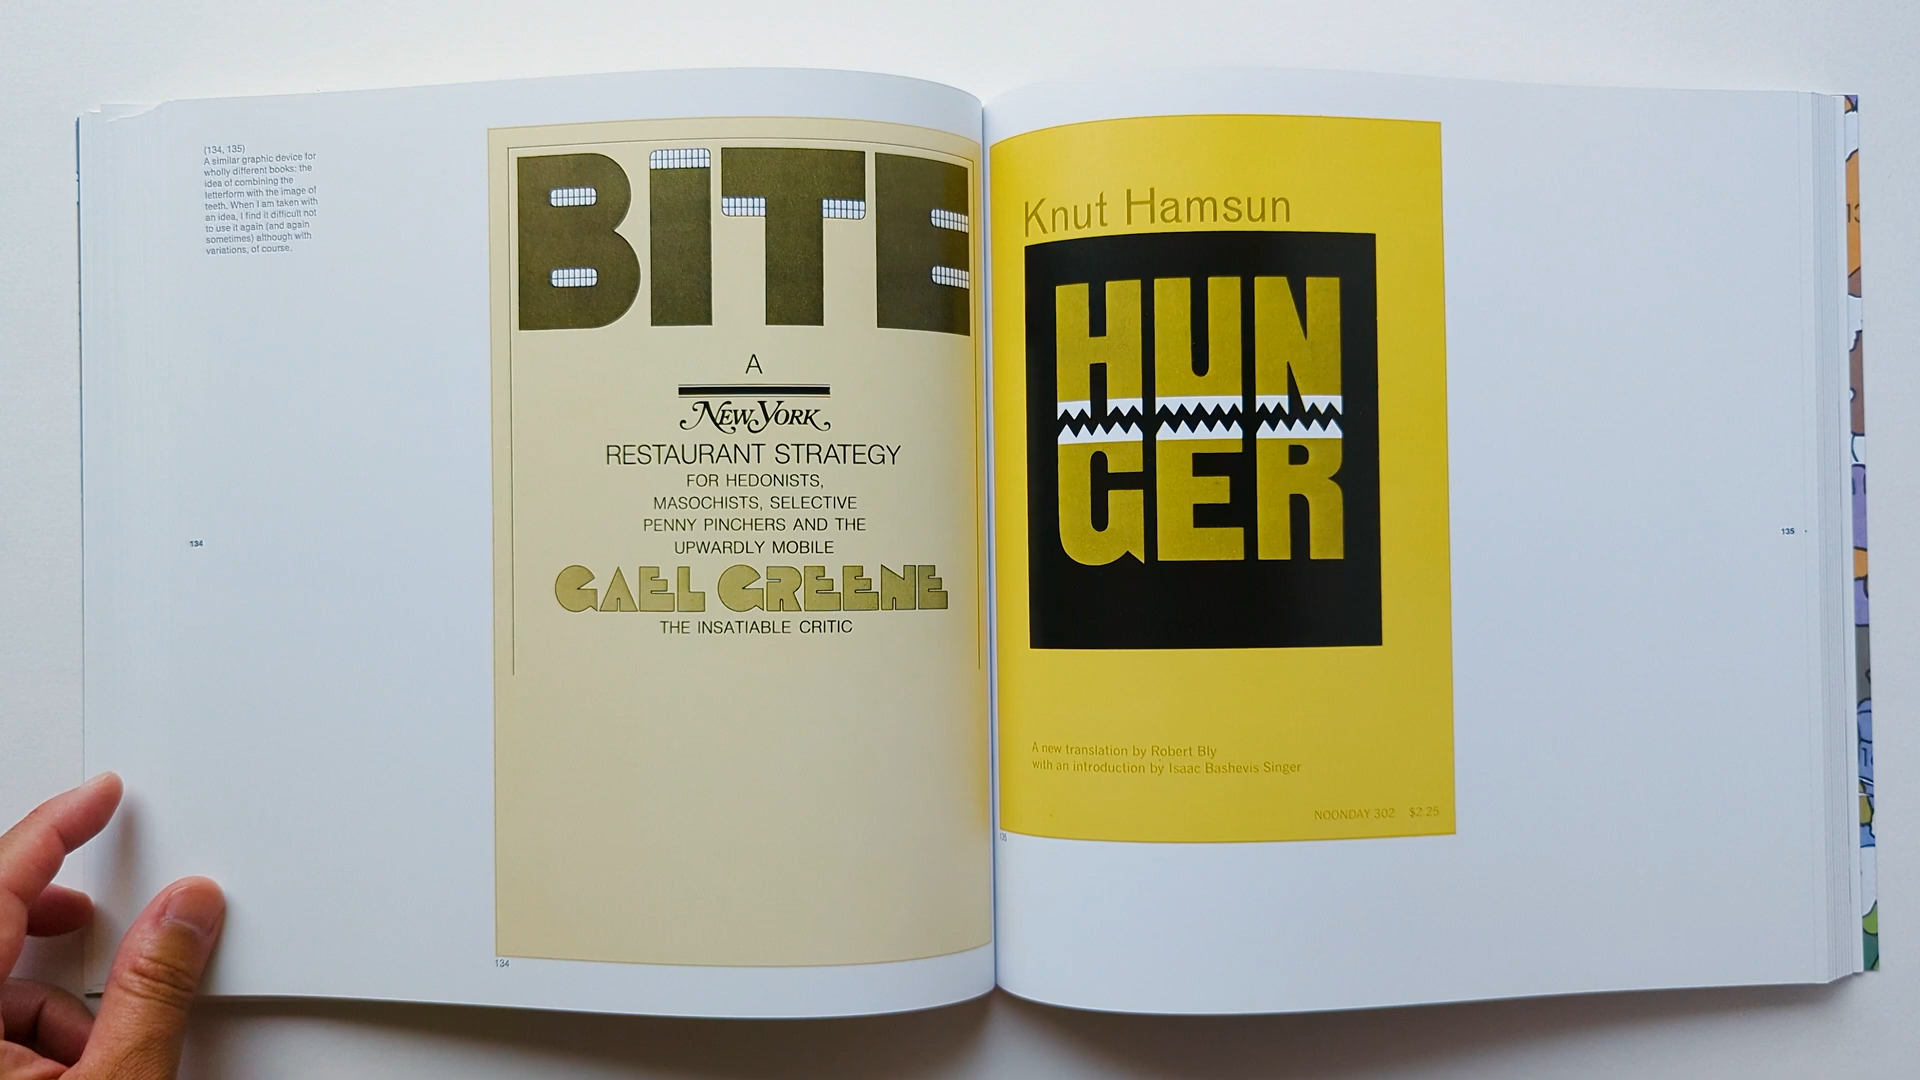 (134, 135)
A similar graphic device for
wholly different books: the
idea of combining the
letterform with the image of
teeth. When I am taken with
an idea, I find it difficult not
to use it again (and again
sometimes) although with
variations, of course.
134
BITE
A
NEW YORK
RESTAURANT STRATEGY
FOR HEDONISTS,
MASOCHISTS, SELECTIVE
PENNY PINCHERS AND THE
UPWARDLY MOBILE
GAEL GREENE
THE INSATIABLE CRITIC
134
Knut Hamsun
HUN
GER
A new translation by Robert Bly
with an introduction by Isaac Bashevis Singer
NOONDAY 302 $2.25
135
135